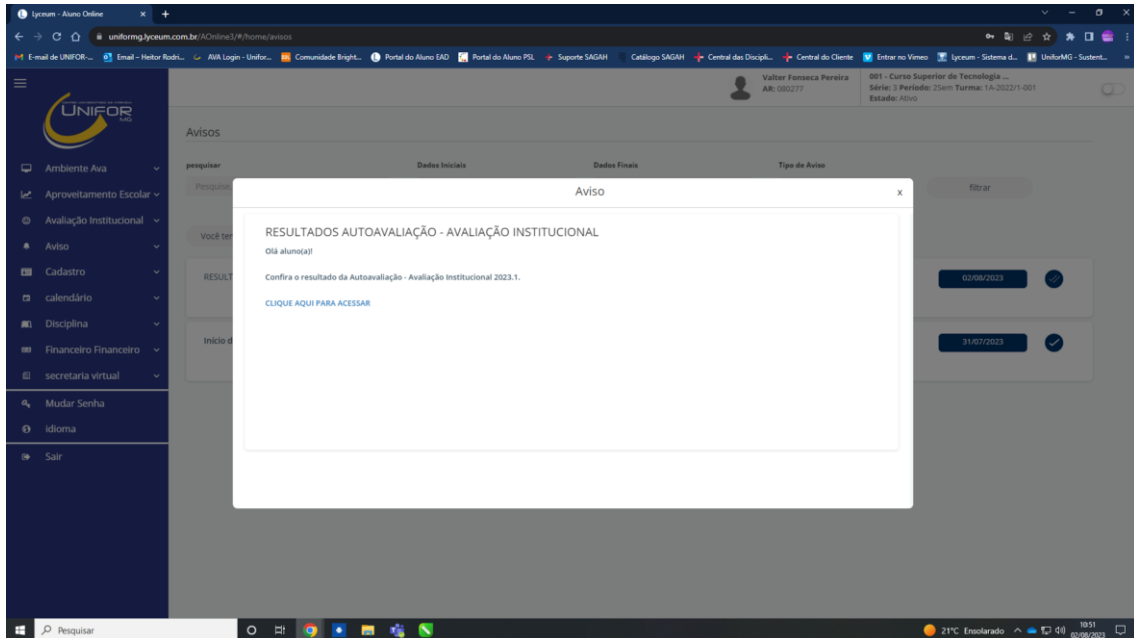 Lyceum - Aluno Online
uniformg.lyceum.com.br/AOnline3/#/home/avisos
E-mail de UNIFOR-...
Email – Heitor Rodri...
AVA Login - Unifor...
Comunidade Bright...
Portal do Aluno EAD
Portal do Aluno PSL
Suporte SAGAH
Catálogo SAGAH
Central das Discipli...
Central do Cliente
Entrar no Vimeo
Lyceum - Sistema d...
UniforMG - Sustent...
UNIFOR
MG
Valter Fonseca Pereira
AR: 080277
001 - Curso Superior de Tecnologia ...
Série: 3 Periodo: 2Sem Turma: 1A-2022/1-001
Estado: Ativo
Ambiente Ava
Aproveitamento Escolar
Avaliação Institucional
Aviso
Cadastro
calendário
Disciplina
Financeiro Financeiro
secretaria virtual
Mudar Senha
idioma
Sair
Avisos
pesquisar
Dados Iniciais
Dados Finais
Tipo de Aviso
Pesquise
filtrar
Você ter
RESULT
02/08/2023
Início d
31/07/2023
Aviso
x
RESULTADOS AUTOAVALIAÇÃO - AVALIAÇÃO INSTITUCIONAL
Olá aluno(a)!
Confira o resultado da Autoavaliação - Avaliação Institucional 2023.1.
CLIQUE AQUI PARA ACESSAR
Pesquisar
21°C Ensolarado
10:51
02/08/2023